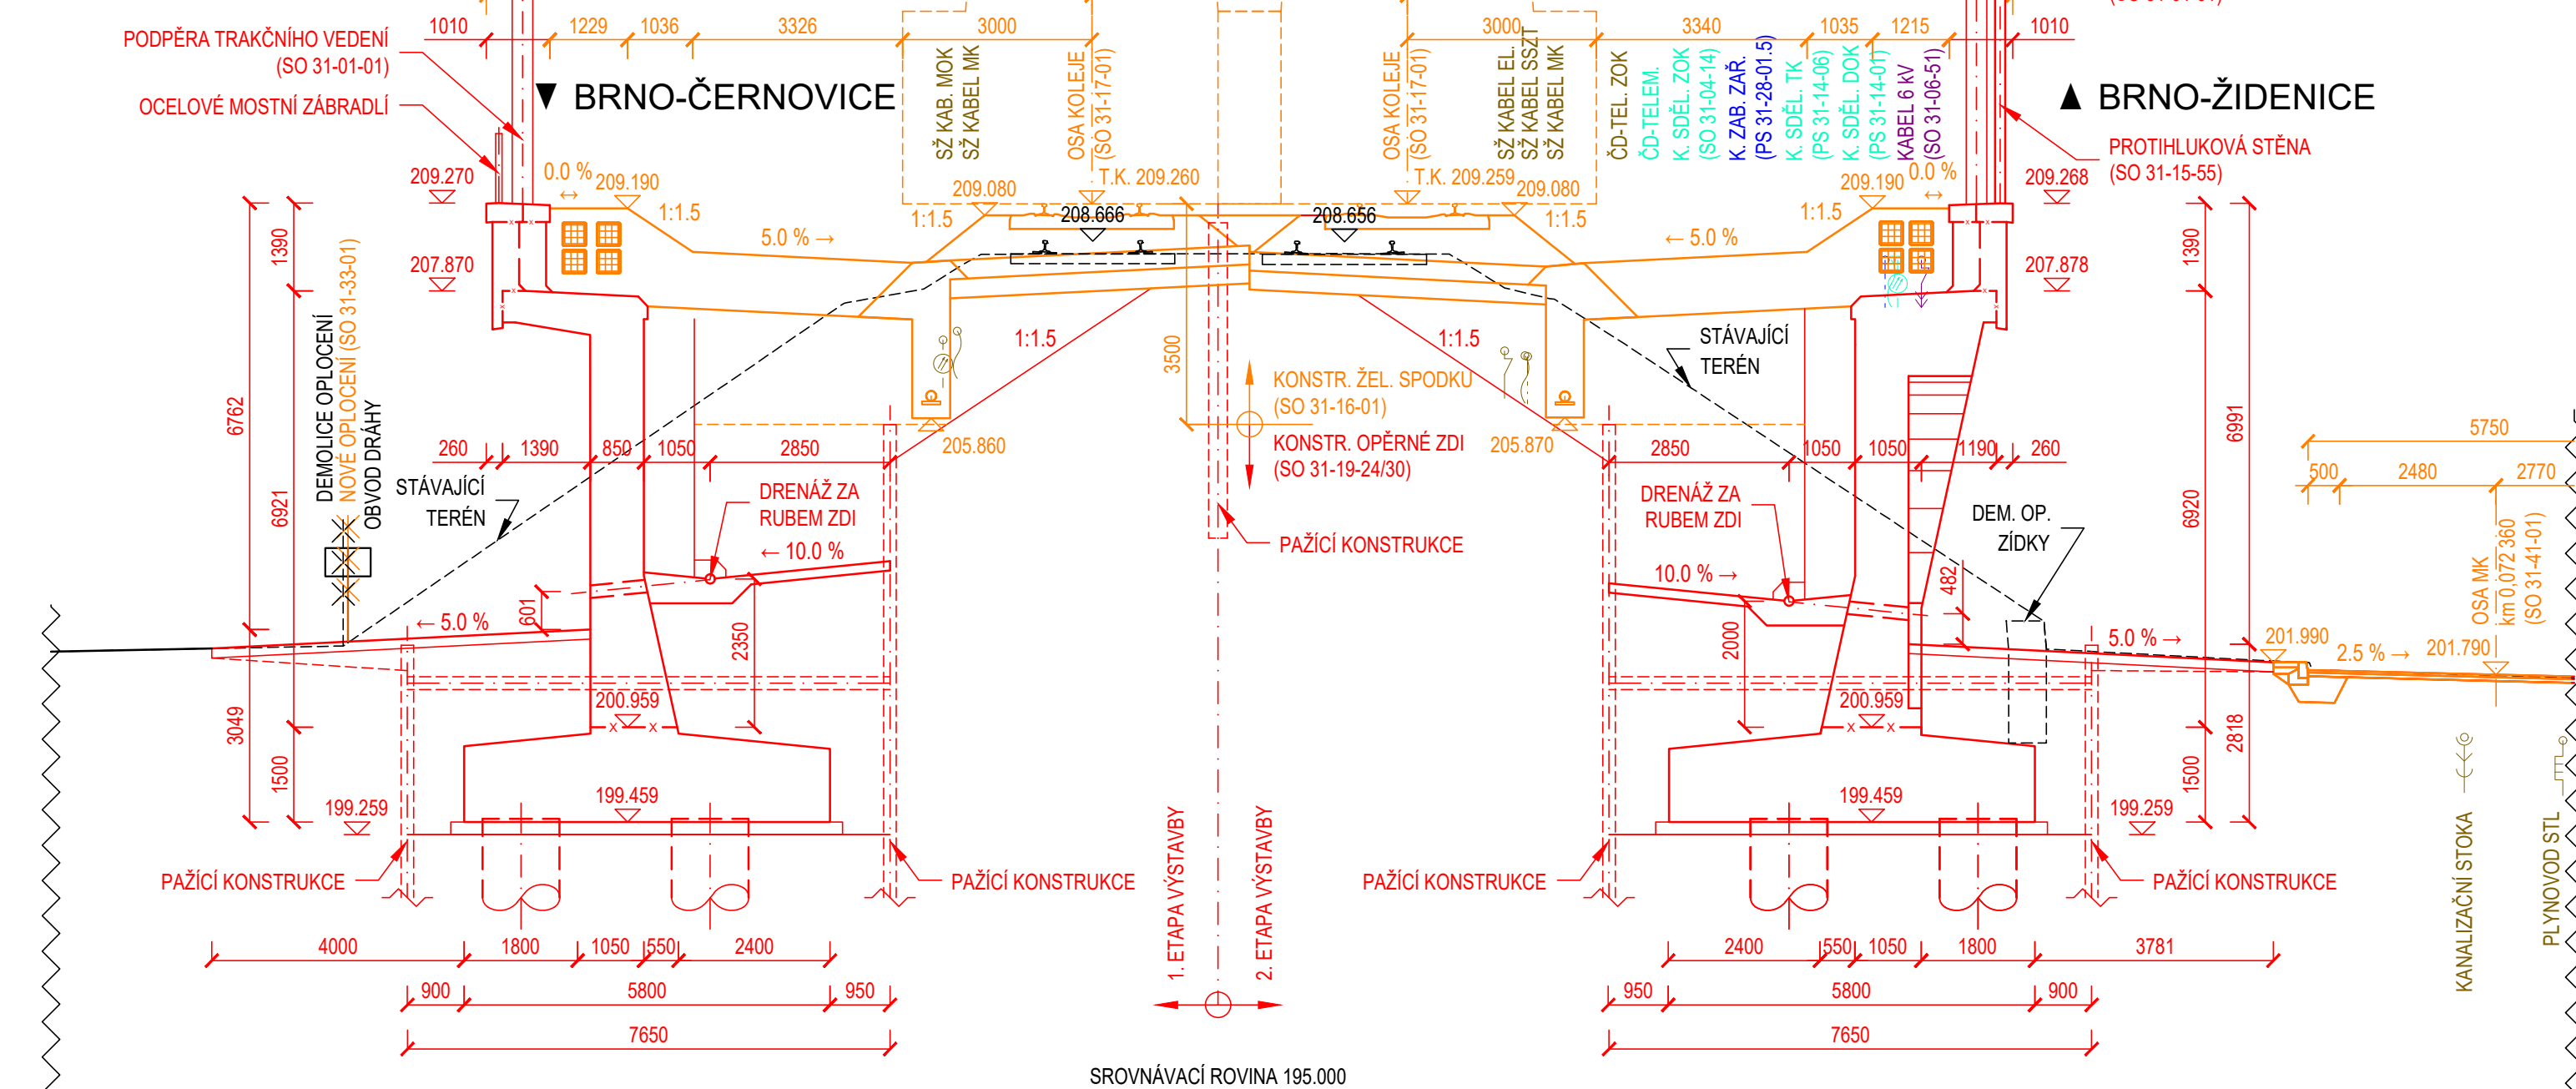 1010
1229
1036
3326
3000
3000
3340
1035
1215
1010
PODPĚRA TRAKČNÍHO VEDENÍ
(SO 31-01-01)
OCELOVÉ MOSTNÍ ZÁBRADLÍ
▼ BRNO-ČERNOVICE
SŽ KAB. MOK
SŽ KABEL MK
OSA KOLEJE
(SO 31-17-01)
OSA KOLEJE
(SO 31-17-01)
SŽ KABEL EL.
SŽ KABEL SSZT
SŽ KABEL MK
ČD-TEL. ZOK
ČD-TELEM.
K. SDĚL. ZOK
(SO 31-04-14)
K. ZAB. ZAŘ.
(PS 31-28-01.5)
K. SDĚL. TK
(PS 31-14-06)
K. SDĚL. DOK
(PS 31-14-01)
KABEL 6 kV
(SO 31-06-51)
▲ BRNO-ŽIDENICE
PROTIHLUKOVÁ STĚNA
(SO 31-15-55)
209.270
0.0 %
↔
209.190
1:1.5
5.0 % →
1:1.5
209.080
T.K. 209.260
208.666
208.656
T.K. 209.259
209.080
1:1.5
← 5.0 %
1:1.5
209.190
0.0 %
↔
209.268
1390
207.870
207.878
1390
DEMOLICE OPLOCENÍ
NOVÉ OPLOCENÍ (SO 31-33-01)
OBVOD DRÁHY
1:1.5
3500
1:1.5
STÁVAJÍCÍ
TERÉN
KONSTR. ŽEL. SPODKU
(SO 31-16-01)
KONSTR. OPĚRNÉ ZDI
(SO 31-19-24/30)
6762
6921
260
1390
850
1050
2850
205.860
205.870
2850
1050
1050
1190
260
6991
6920
5750
500
2480
2770
STÁVAJÍCÍ
TERÉN
DRENÁŽ ZA
RUBEM ZDI
← 10.0 %
PAŽÍCÍ KONSTRUKCE
DRENÁŽ ZA
RUBEM ZDI
10.0 % →
DEM. OP.
ZÍDKY
482
OSA MK
km 0,072 360
(SO 31-41-01)
601
← 5.0 %
2350
2000
5.0 % →
201.990
2.5 % →
201.790
3049
1500
200.959
200.959
1500
2818
199.259
199.459
199.459
199.259
PAŽÍCÍ KONSTRUKCE
PAŽÍCÍ KONSTRUKCE
1. ETAPA VÝSTAVBY
2. ETAPA VÝSTAVBY
PAŽÍCÍ KONSTRUKCE
PAŽÍCÍ KONSTRUKCE
KANALIZAČNÍ STOKA
PLYNOVOD STL
4000
1800
1050
550
2400
2400
550
1050
1800
3781
900
5800
950
950
5800
900
7650
7650
SROVNÁVACÍ ROVINA 195.000